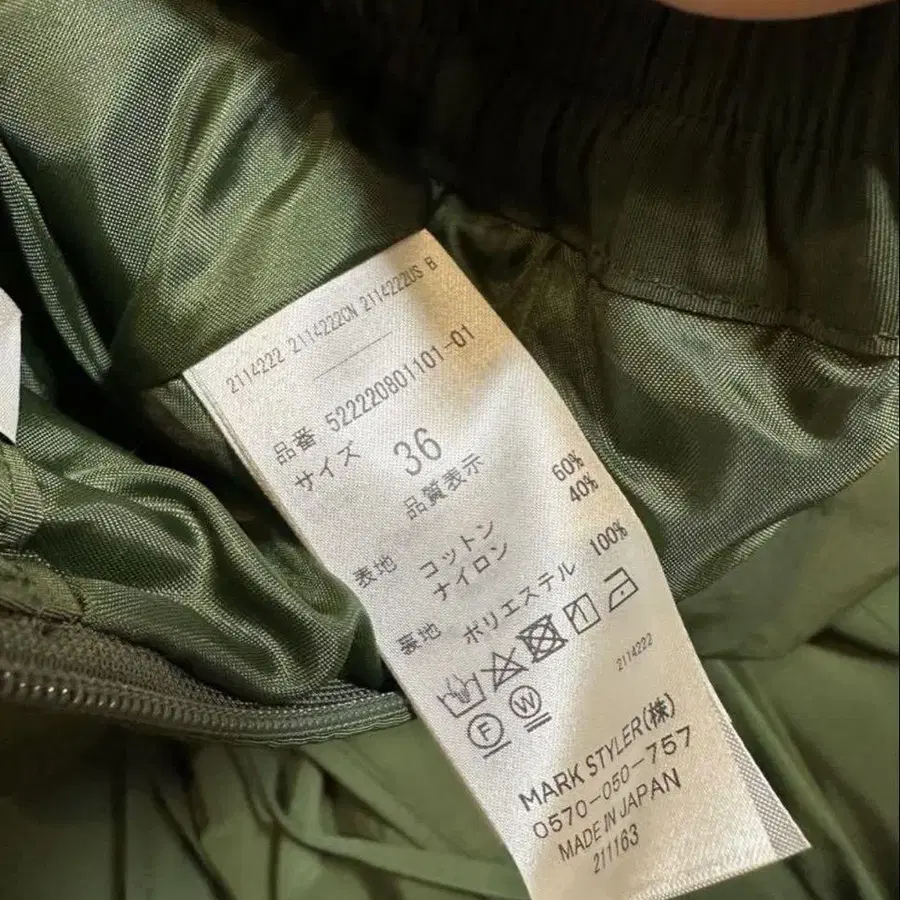 2114222 2114222CN 2114222US B
品番 522220801101-01
サイズ 36
品質表示
表地 コットン 60%
ナイロン 40%
裏地 ポリエステル 100%
F W
2114222
MARK STYLER(株)
0570-050-757
MADE IN JAPAN
211163